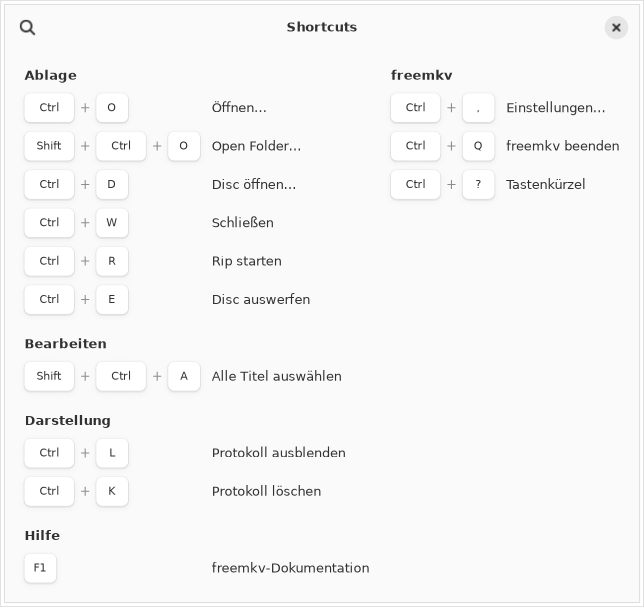 Shortcuts
Ablage
Ctrl + O Öffnen…
Shift + Ctrl + O Open Folder…
Ctrl + D Disc öffnen…
Ctrl + W Schließen
Ctrl + R Rip starten
Ctrl + E Disc auswerfen
Bearbeiten
Shift + Ctrl + A Alle Titel auswählen
Darstellung
Ctrl + L Protokoll ausblenden
Ctrl + K Protokoll löschen
Hilfe
F1 freemkv-Dokumentation
freemkv
Ctrl + , Einstellungen…
Ctrl + Q freemkv beenden
Ctrl + ? Tastenkürzel